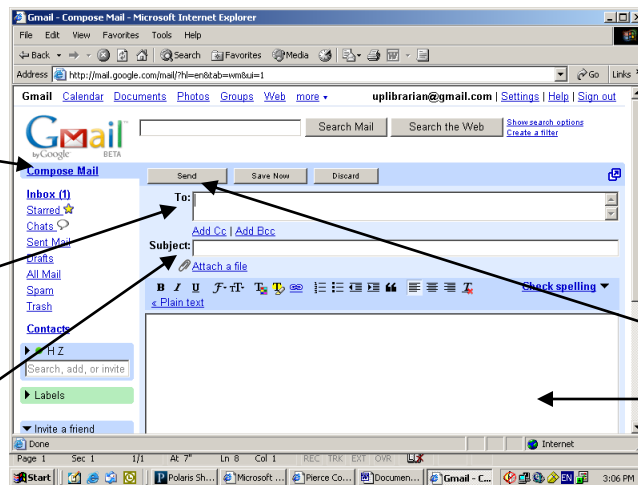 Gmail - Compose Mail - Microsoft Internet Explorer
File Edit View Favorites Tools Help
Back Search Favorites Media
Address http://mail.google.com/mail/?hl=en&tab=wm&ui=1 Go Links
Gmail Calendar Documents Photos Groups Web more uplibrarian@gmail.com | Settings | Help | Sign out
Gmail by Google BETA Search Mail Search the Web Show search options
Create a filter
Compose Mail Send Save Now Discard
Inbox (1) To:
Starred
Chats Add Cc | Add Bcc
Sent Mail Subject:
Drafts Attach a file
All Mail
Spam B I U Check spelling
Trash « Plain text
Contacts
H Z
Search, add, or invite
Labels
Invite a friend
Done Internet
Page 1 Sec 1 1/1 At 7" Ln 8 Col 1 REC TRK EXT OVR
Start Polaris Sh... Microsoft ... Pierce Co... Documen... Gmail - C... EN 3:06 PM